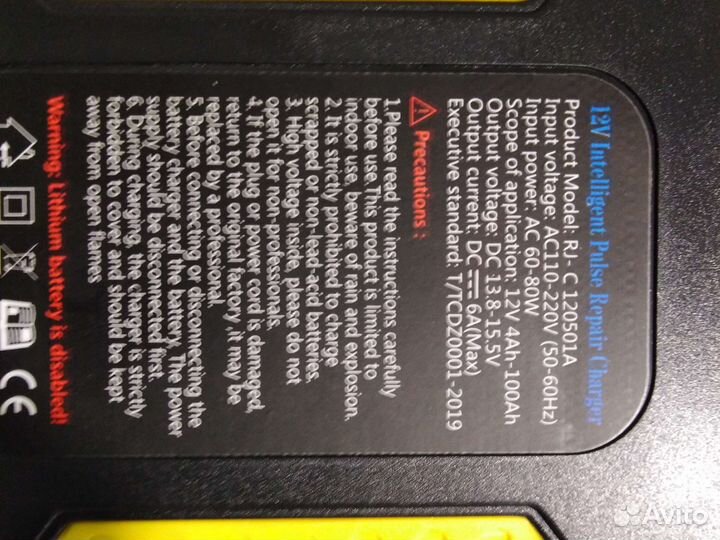 12V Intelligent Pulse Repair Charger
Product Model: RJ- C 120501A
Input voltage: AC110-220V (50-60Hz)
Input power: AC 60-80W
Scope of application: 12V 4Ah-100Ah
Output voltage: DC 13.8-15.5V
Output current: DC⎓6A(Max)
Executive standard: T/TCDZ0001-2019
Precautions :
1.Please read the instructions carefully
before use. This product is limited to
indoor use, beware of rain and explosion.
2. It is strictly prohibited to charge
scrapped or non-lead-acid batteries.
3. High voltage inside, please do not
open it for non-professionals.
4. If the plug or power cord is damaged,
return to the original factory ,it may be
replaced by a professional.
5. Before connecting or disconnecting the
battery charger and the battery. The power
supply should be disconnected first.
6. During charging, the charger is strictly
forbidden to cover, and should be kept
away from open flames
Warning: Lithium battery is disabled!
CE
Avito